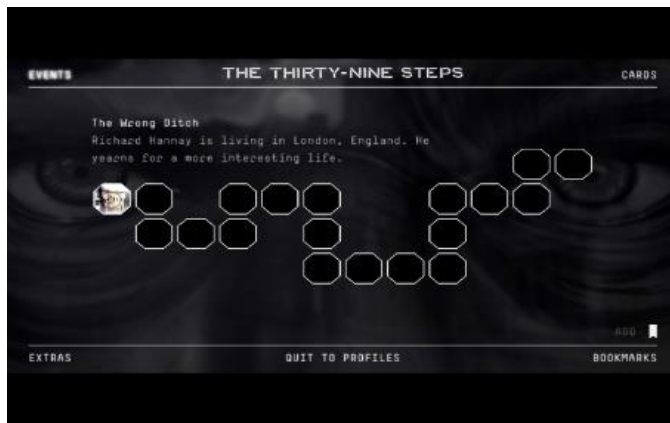 EVENTS
THE THIRTY-NINE STEPS
CARDS
The Wrong Ditch
Richard Hannay is living in London, England. He
yearns for a more interesting life.
ADD
EXTRAS
QUIT TO PROFILES
BOOKMARKS